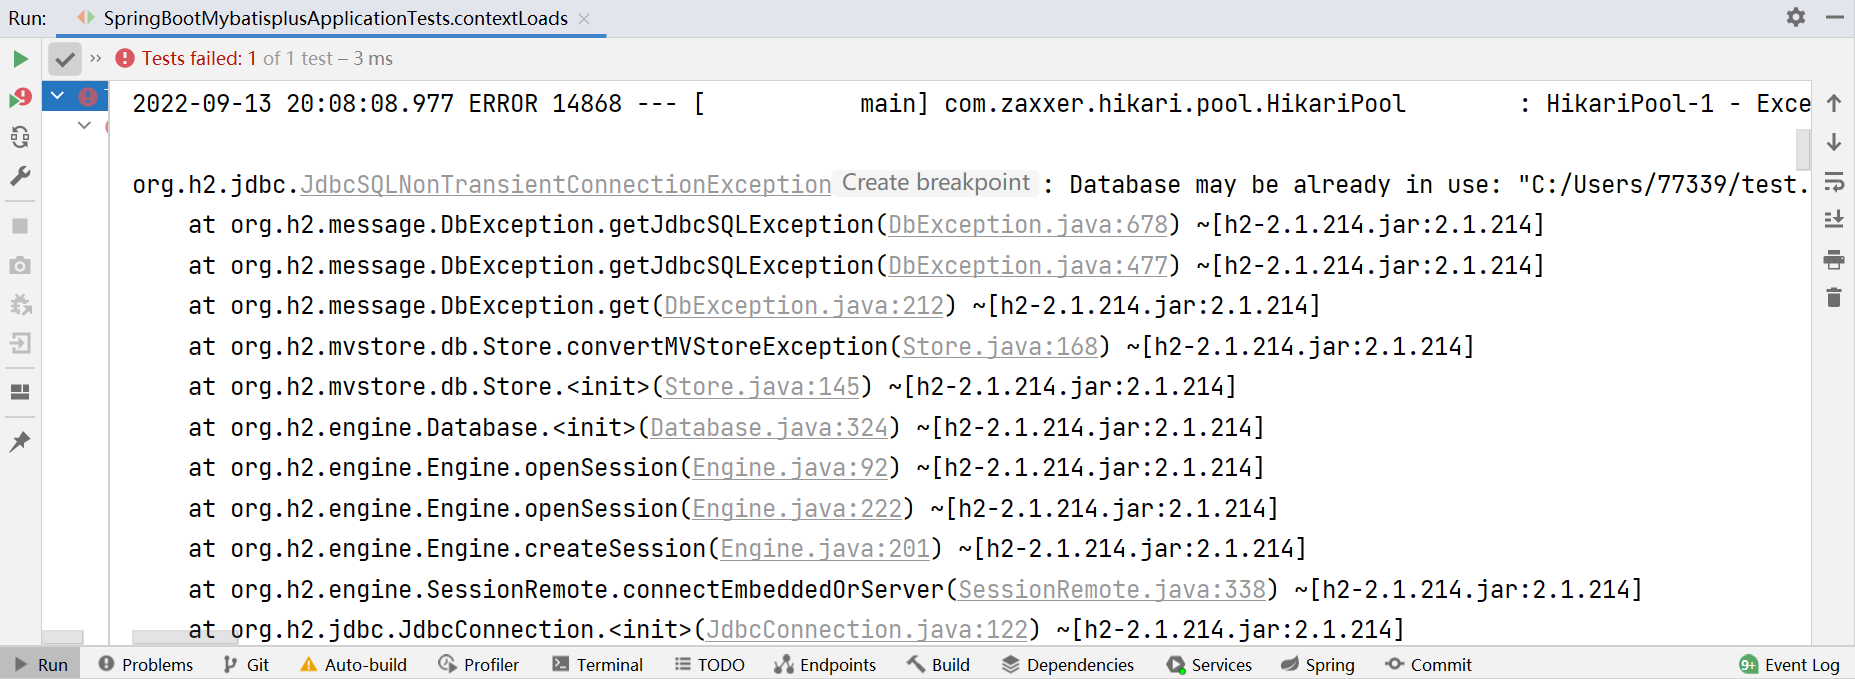 Run: SpringBootMybatisplusApplicationTests.contextLoads
Tests failed: 1 of 1 test – 3 ms
2022-09-13 20:08:08.977 ERROR 14868 --- [           main] com.zaxxer.hikari.pool.HikariPool        : HikariPool-1 - Exce
org.h2.jdbc.JdbcSQLNonTransientConnectionException Create breakpoint : Database may be already in use: "C:/Users/77339/test.
at org.h2.message.DbException.getJdbcSQLException(DbException.java:678) ~[h2-2.1.214.jar:2.1.214]
at org.h2.message.DbException.getJdbcSQLException(DbException.java:477) ~[h2-2.1.214.jar:2.1.214]
at org.h2.message.DbException.get(DbException.java:212) ~[h2-2.1.214.jar:2.1.214]
at org.h2.mvstore.db.Store.convertMVStoreException(Store.java:168) ~[h2-2.1.214.jar:2.1.214]
at org.h2.mvstore.db.Store.<init>(Store.java:145) ~[h2-2.1.214.jar:2.1.214]
at org.h2.engine.Database.<init>(Database.java:324) ~[h2-2.1.214.jar:2.1.214]
at org.h2.engine.Engine.openSession(Engine.java:92) ~[h2-2.1.214.jar:2.1.214]
at org.h2.engine.Engine.openSession(Engine.java:222) ~[h2-2.1.214.jar:2.1.214]
at org.h2.engine.Engine.createSession(Engine.java:201) ~[h2-2.1.214.jar:2.1.214]
at org.h2.engine.SessionRemote.connectEmbeddedOrServer(SessionRemote.java:338) ~[h2-2.1.214.jar:2.1.214]
at org.h2.jdbc.JdbcConnection.<init>(JdbcConnection.java:122) ~[h2-2.1.214.jar:2.1.214]
Run Problems Git Auto-build Profiler Terminal TODO Endpoints Build Dependencies Services Spring Commit 9+ Event Log